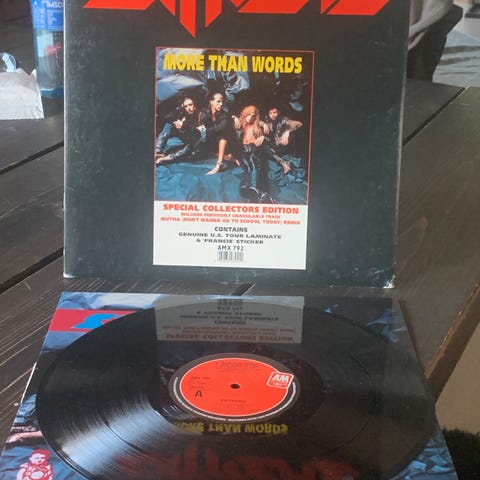 MORE THAN WORDS
SPECIAL COLLECTORS EDITION
INCLUDES PREVIOUSLY UNAVAILABLE TRACK
MUTHA (DON'T WANNA GO TO SCHOOL TODAY) REMIX
CONTAINS
GENUINE U.S. TOUR LAMINATE
& 'FRANCIS' STICKER
AMX 792
A
AM
EXTREME